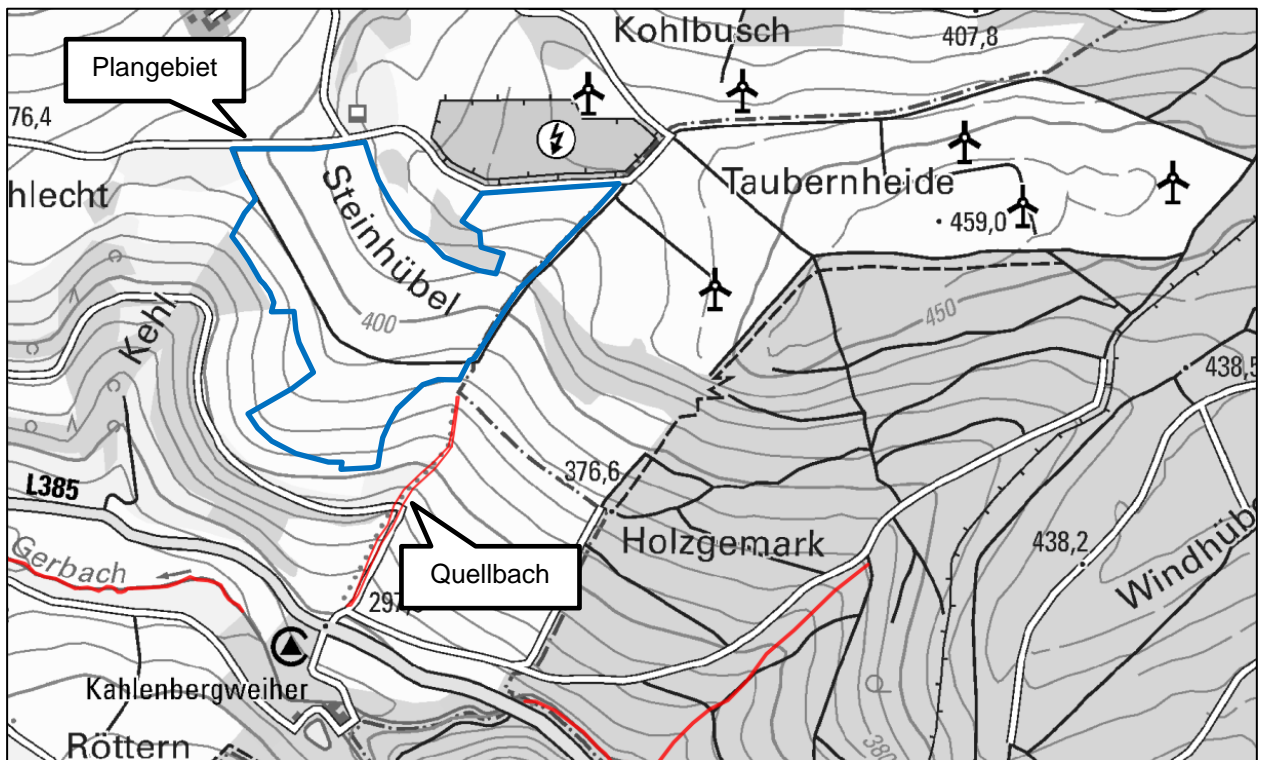 Kohlbusch
407,8
Plangebiet
76,4
hlecht
Steinhübel
Taubernheide
459,0
400
450
Kehl
438,5
L385
376,6
Gerbach
Holzgemark
438,2
Windhübe
Quellbach
297,
Kahlenbergweiher
Röttern
380